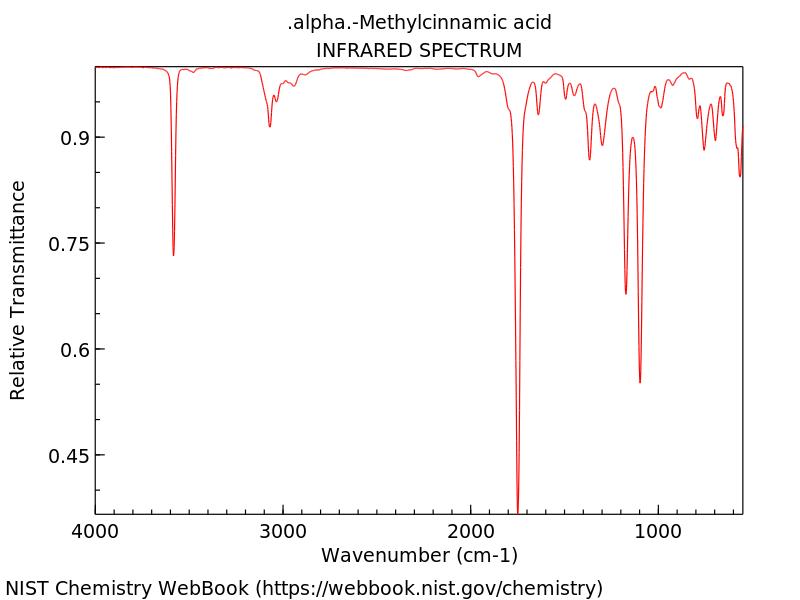 .alpha.-Methylcinnamic acid
INFRARED SPECTRUM
0.9
0.75
0.6
0.45
Relative Transmittance
4000 3000 2000 1000
Wavenumber (cm-1)
NIST Chemistry WebBook (https://webbook.nist.gov/chemistry)